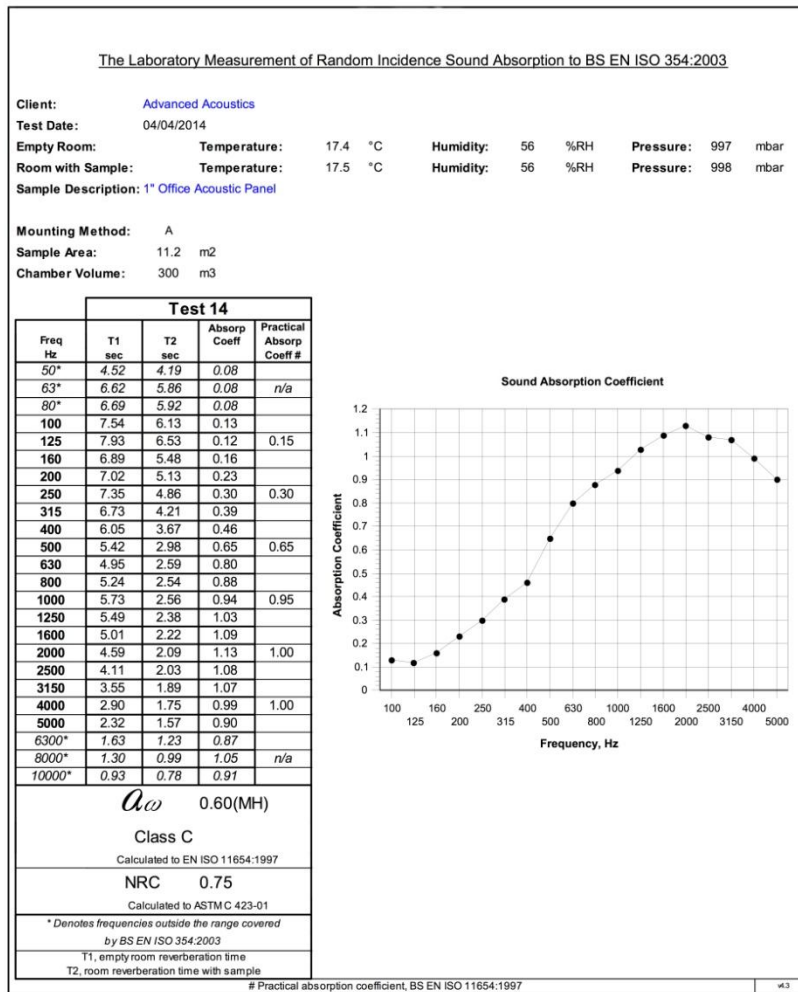 The Laboratory Measurement of Random Incidence Sound Absorption to BS EN ISO 354:2003
Client: Advanced Acoustics
Test Date: 04/04/2014
Empty Room: Temperature: 17.4 °C Humidity: 56 %RH Pressure: 997 mbar
Room with Sample: Temperature: 17.5 °C Humidity: 56 %RH Pressure: 998 mbar
Sample Description: 1" Office Acoustic Panel
Mounting Method: A
Sample Area: 11.2 m2
Chamber Volume: 300 m3
Test 14
Freq Hz T1 sec T2 sec Absorp Coeff Practical Absorp Coeff #
50* 4.52 4.19 0.08
63* 6.62 5.86 0.08 n/a
80* 6.69 5.92 0.08
100 7.54 6.13 0.13
125 7.93 6.53 0.12 0.15
160 6.89 5.48 0.16
200 7.02 5.13 0.23
250 7.35 4.86 0.30 0.30
315 6.73 4.21 0.39
400 6.05 3.67 0.46
500 5.42 2.98 0.65 0.65
630 4.95 2.59 0.80
800 5.24 2.54 0.88
1000 5.73 2.56 0.94 0.95
1250 5.49 2.38 1.03
1600 5.01 2.22 1.09
2000 4.59 2.09 1.13 1.00
2500 4.11 2.03 1.08
3150 3.55 1.89 1.07
4000 2.90 1.75 0.99 1.00
5000 2.32 1.57 0.90
6300* 1.63 1.23 0.87
8000* 1.30 0.99 1.05 n/a
10000* 0.93 0.78 0.91
αω 0.60(MH)
Class C
Calculated to EN ISO 11654:1997
NRC 0.75
Calculated to ASTM C 423-01
* Denotes frequencies outside the range covered
by BS EN ISO 354:2003
T1, empty room reverberation time
T2, room reverberation time with sample
Sound Absorption Coefficient
Absorption Coefficient
1.2
1.1
1
0.9
0.8
0.7
0.6
0.5
0.4
0.3
0.2
0.1
0
100 160 250 400 630 1000 1600 2500 4000
125 200 315 500 800 1250 2000 3150 5000
Frequency, Hz
# Practical absorption coefficient, BS EN ISO 11654:1997
v4.3